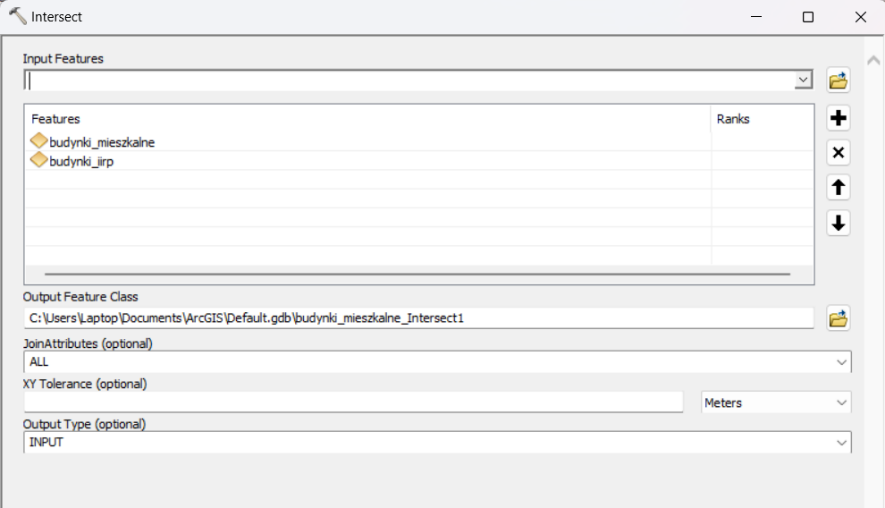 Intersect
Input Features
Features Ranks
budynki_mieszkalne
budynki_iirp
Output Feature Class
C:\Users\Laptop\Documents\ArcGIS\Default.gdb\budynki_mieszkalne_Intersect1
JoinAttributes (optional)
ALL
XY Tolerance (optional)
Meters
Output Type (optional)
INPUT